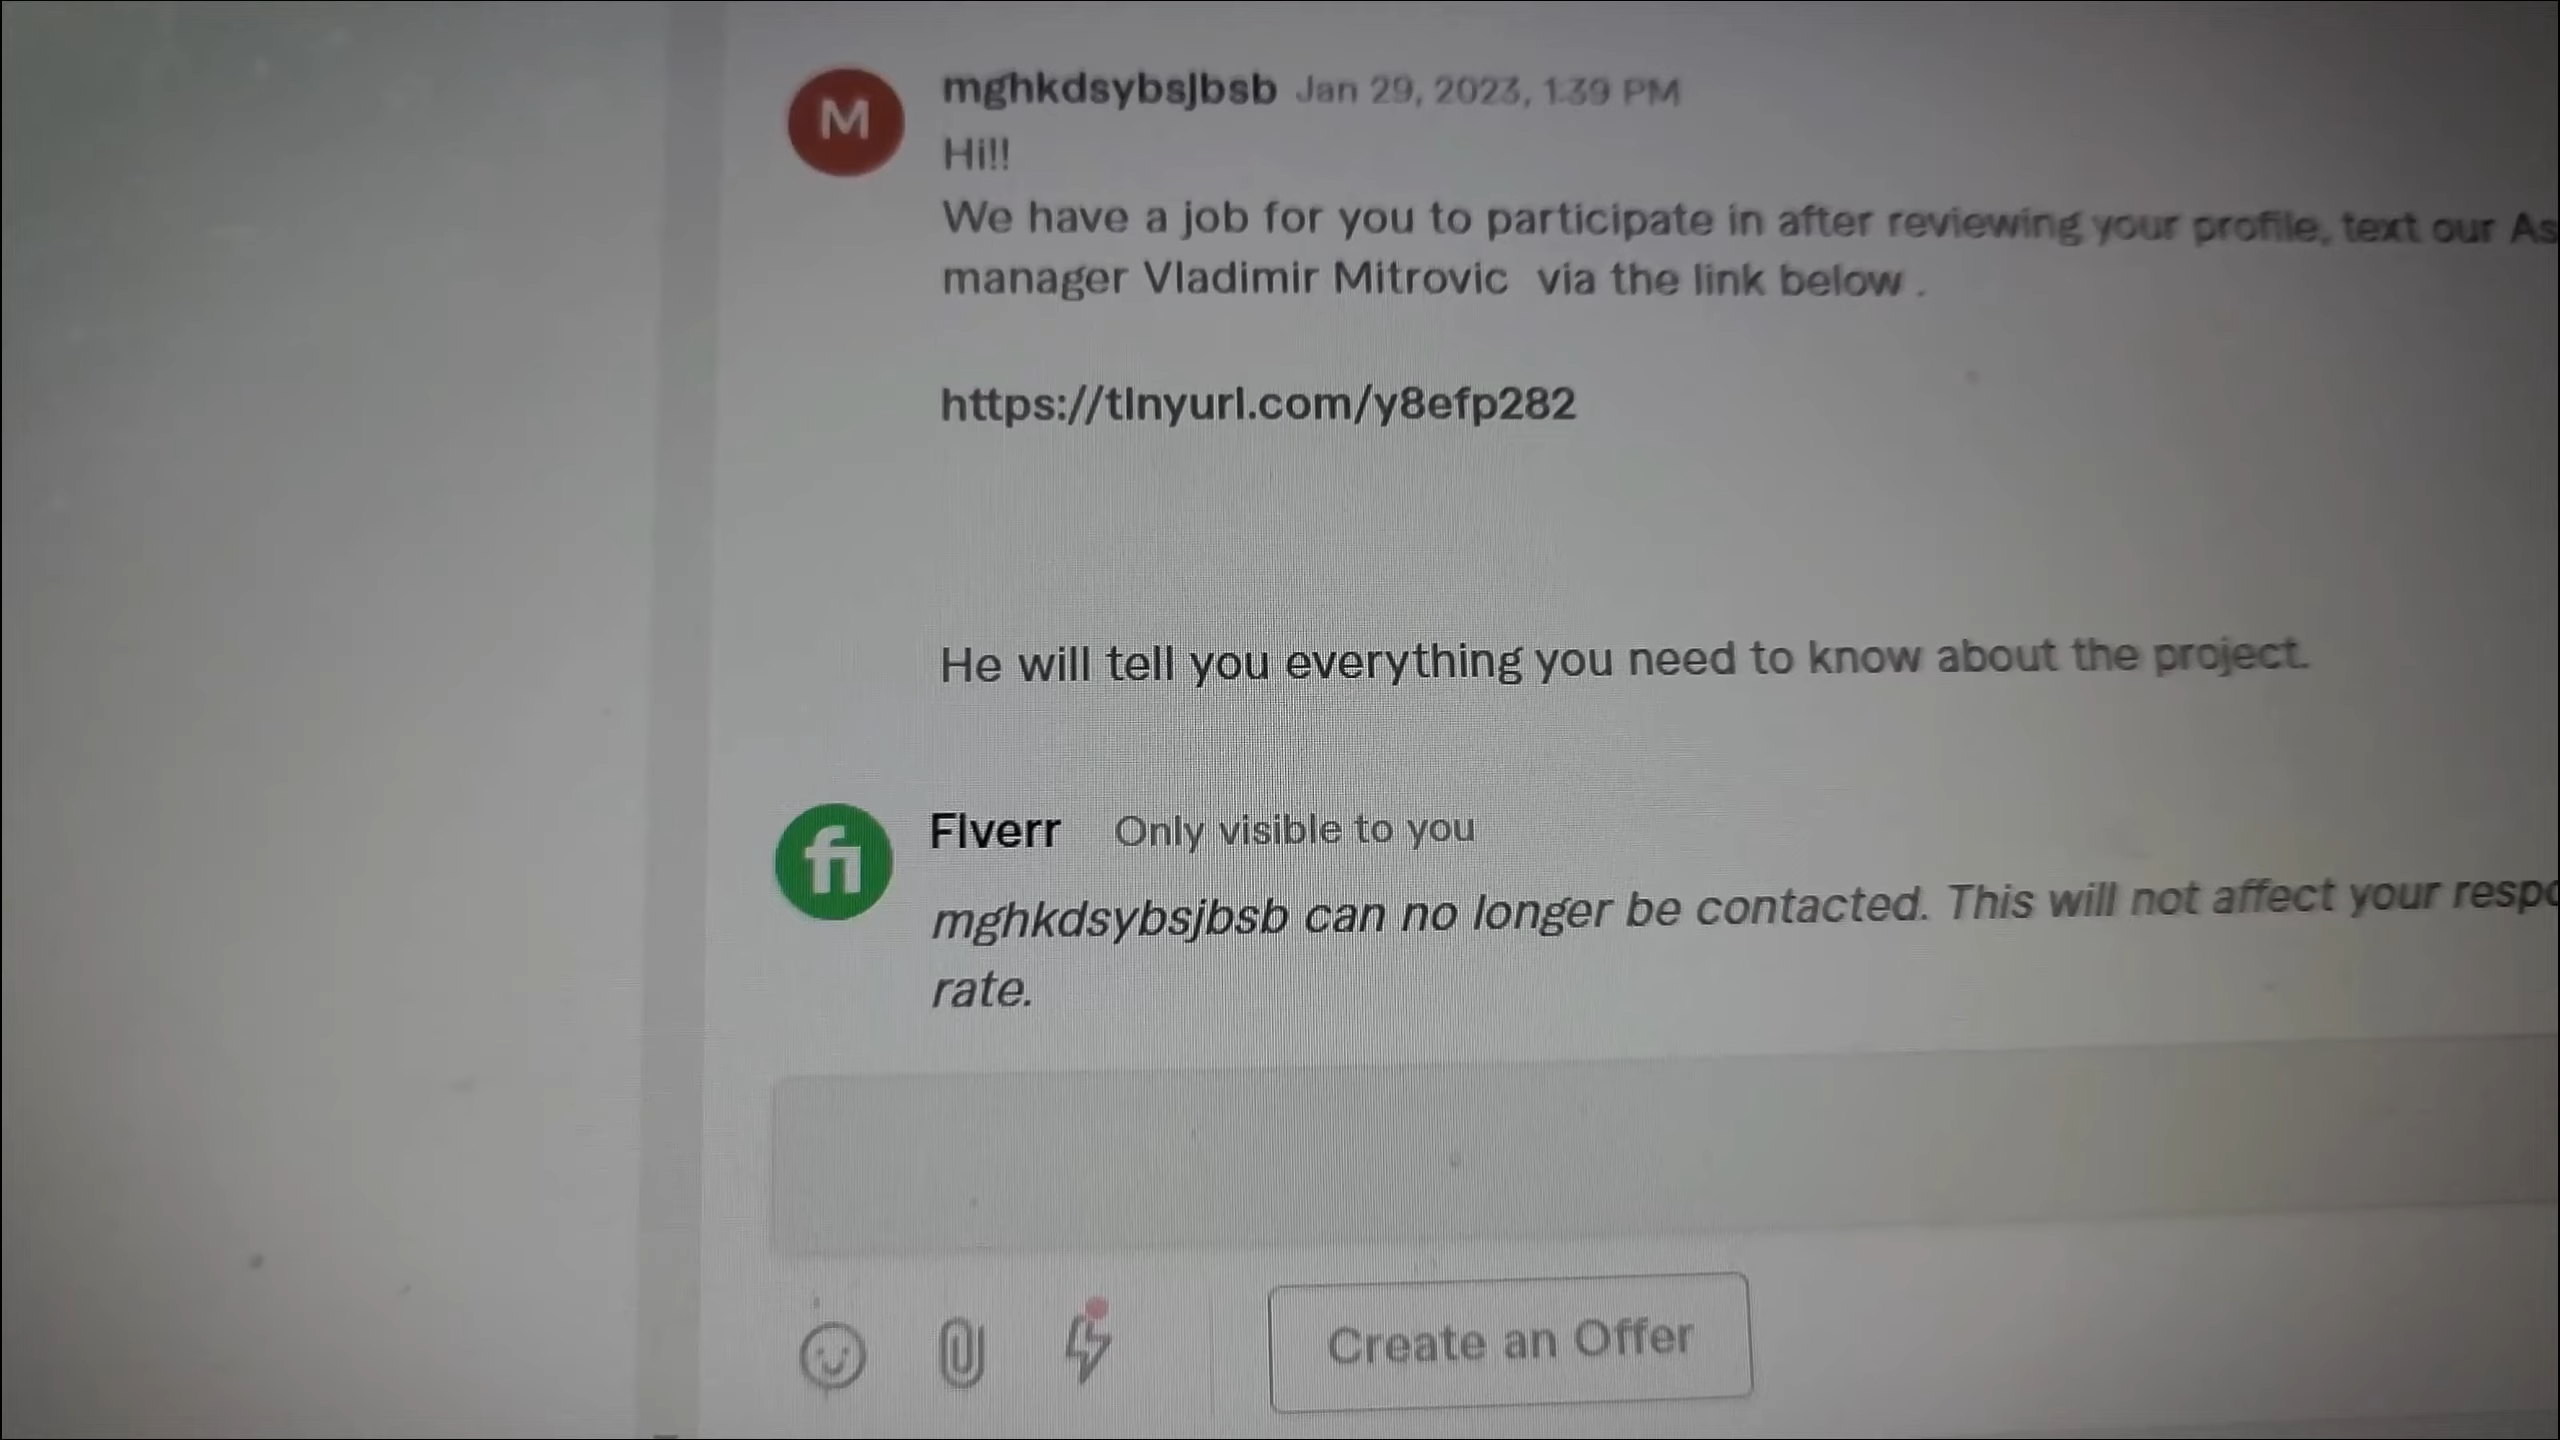 M
mghkdsybsjbsb Jan 29, 2023, 1:39 PM
Hi!!
We have a job for you to participate in after reviewing your profile, text our As
manager Vladimir Mitrovic via the link below .
https://tinyurl.com/y8efp282
He will tell you everything you need to know about the project.
fi
Fiverr Only visible to you
mghkdsybsjbsb can no longer be contacted. This will not affect your respo
rate.
Create an Offer